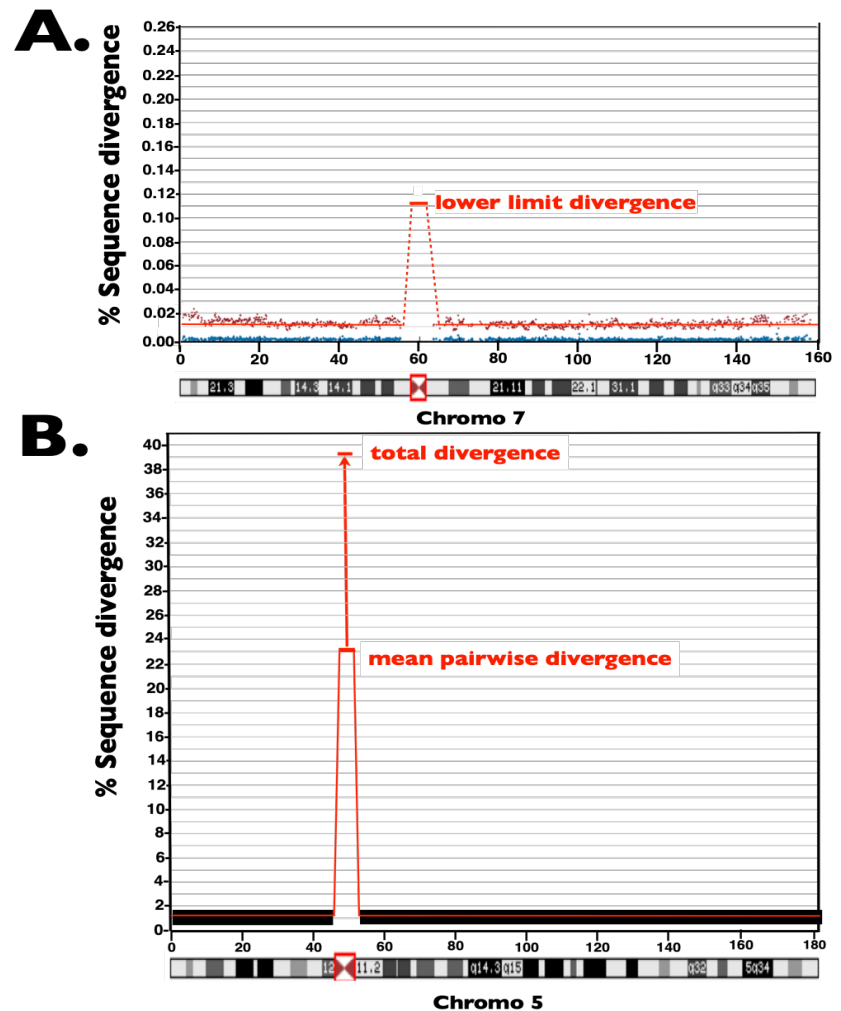 A.
% Sequence divergence
0.26
0.24
0.22
0.20
0.18
0.16
0.14
0.12
0.10
0.08
0.06
0.04
0.02
0.00
lower limit divergence
0 20 40 60 80 100 120 140 160
21.3 14.3 14.1 21.11 22.1 31.1 q33 q34 q35
Chromo 7
B.
% Sequence divergence
40
38
36
34
32
30
28
26
24
22
20
18
16
14
12
10
8
6
4
2
0
total divergence
mean pairwise divergence
0 20 40 60 80 100 120 140 160 180
12 11.2 q14.3 q15 q32 5q34
Chromo 5